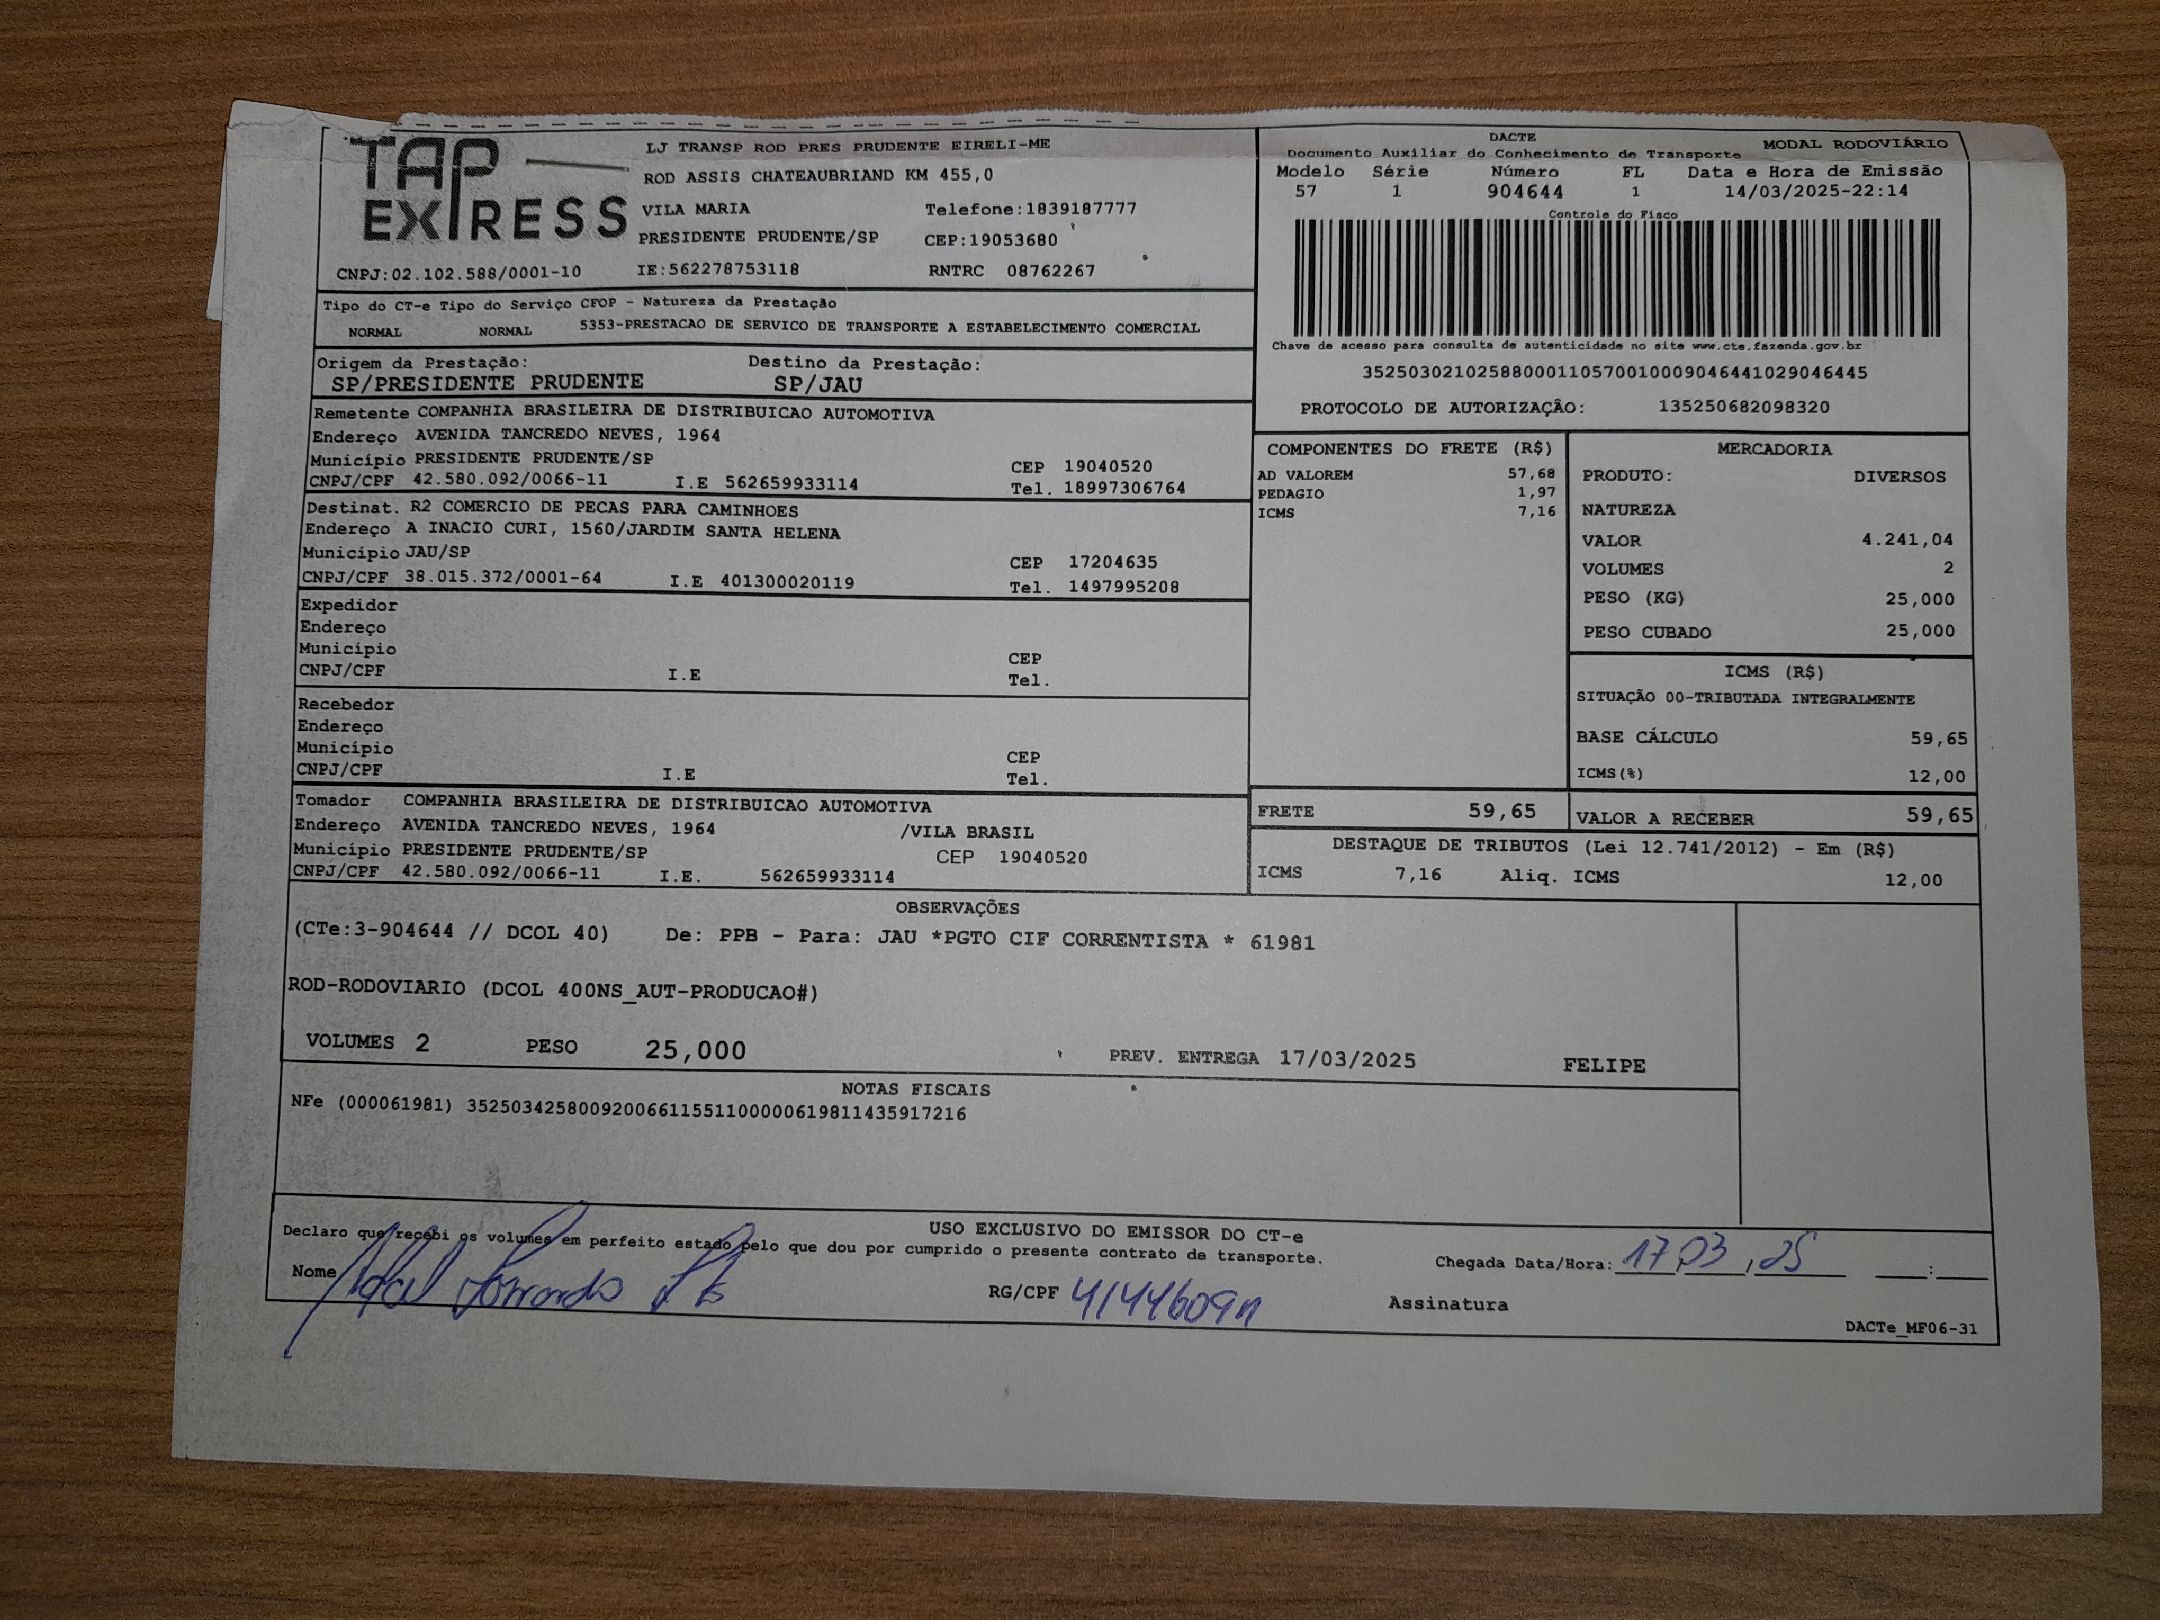 TAP EXPRESS
LJ TRANSP ROD PRES PRUDENTE EIRELI-ME
ROD ASSIS CHATEAUBRIAND KM 455,0
VILA MARIA Telefone:1839187777
PRESIDENTE PRUDENTE/SP CEP:19053680
CNPJ:02.102.588/0001-10 IE:562278753118 RNTRC 08762267
DACTE MODAL RODOVIÁRIO
Documento Auxiliar do Conhecimento de Transporte
Modelo Série Número FL Data e Hora de Emissão
57 1 904644 1 14/03/2025-22:14
Controle do Fisco
Chave de acesso para consulta de autenticidade no site www.cte.fazenda.gov.br
35250302102588000110570010009046441029046445
PROTOCOLO DE AUTORIZAÇÃO: 135250682098320
Tipo do CT-e Tipo do Serviço CFOP - Natureza da Prestação
NORMAL NORMAL 5353-PRESTACAO DE SERVICO DE TRANSPORTE A ESTABELECIMENTO COMERCIAL
Origem da Prestação: Destino da Prestação:
SP/PRESIDENTE PRUDENTE SP/JAU
Remetente COMPANHIA BRASILEIRA DE DISTRIBUICAO AUTOMOTIVA
Endereço AVENIDA TANCREDO NEVES, 1964
Município PRESIDENTE PRUDENTE/SP CEP 19040520
CNPJ/CPF 42.580.092/0066-11 I.E 562659933114 Tel. 18997306764
Destinat. R2 COMERCIO DE PECAS PARA CAMINHOES
Endereço A INACIO CURI, 1560/JARDIM SANTA HELENA
Município JAU/SP CEP 17204635
CNPJ/CPF 38.015.372/0001-64 I.E 401300020119 Tel. 1497995208
Expedidor
Endereço
Município CEP
CNPJ/CPF I.E Tel.
Recebedor
Endereço
Município CEP
CNPJ/CPF I.E Tel.
Tomador COMPANHIA BRASILEIRA DE DISTRIBUICAO AUTOMOTIVA
Endereço AVENIDA TANCREDO NEVES, 1964 /VILA BRASIL
Município PRESIDENTE PRUDENTE/SP CEP 19040520
CNPJ/CPF 42.580.092/0066-11 I.E. 562659933114
COMPONENTES DO FRETE (R$)
AD VALOREM 57,68
PEDAGIO 1,97
ICMS 7,16
MERCADORIA
PRODUTO: DIVERSOS
NATUREZA
VALOR 4.241,04
VOLUMES 2
PESO (KG) 25,000
PESO CUBADO 25,000
ICMS (R$)
SITUAÇÃO 00-TRIBUTADA INTEGRALMENTE
BASE CÁLCULO 59,65
ICMS(%) 12,00
FRETE 59,65 VALOR A RECEBER 59,65
DESTAQUE DE TRIBUTOS (Lei 12.741/2012) - Em (R$)
ICMS 7,16 Aliq. ICMS 12,00
OBSERVAÇÕES
(CTe:3-904644 // DCOL 40) De: PPB - Para: JAU *PGTO CIF CORRENTISTA * 61981
ROD-RODOVIARIO (DCOL 400NS_AUT-PRODUCAO#)
VOLUMES 2 PESO 25,000 PREV. ENTREGA 17/03/2025 FELIPE
NOTAS FISCAIS
NFe (000061981) 35250342580092006611551100000619811435917216
USO EXCLUSIVO DO EMISSOR DO CT-e
Declaro que recebi os volumes em perfeito estado pelo que dou por cumprido o presente contrato de transporte.
Chegada Data/Hora: 17 03 25 :
Nome RG/CPF Assinatura
DACTe_MF06-31